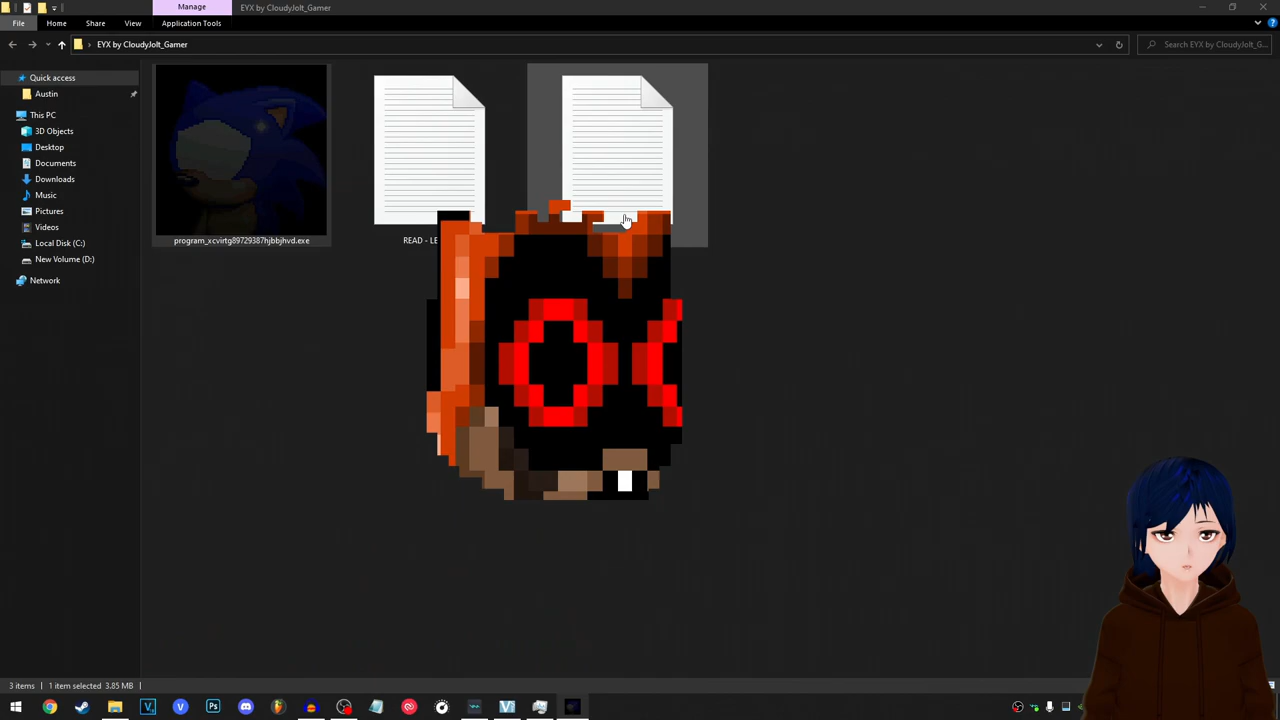 Manage
EYX by CloudyJolt_Gamer
File
Home
Share
View
Application Tools
EYX by CloudyJolt_Gamer
Search EYX by CloudyJolt_G...
Quick access
Austin
This PC
3D Objects
Desktop
Documents
Downloads
Music
Pictures
Videos
Local Disk (C:)
New Volume (D:)
Network
program_xcvirtg89729387hjbbjhvd.exe
READ - LE
3 items
1 item selected 3.85 MB